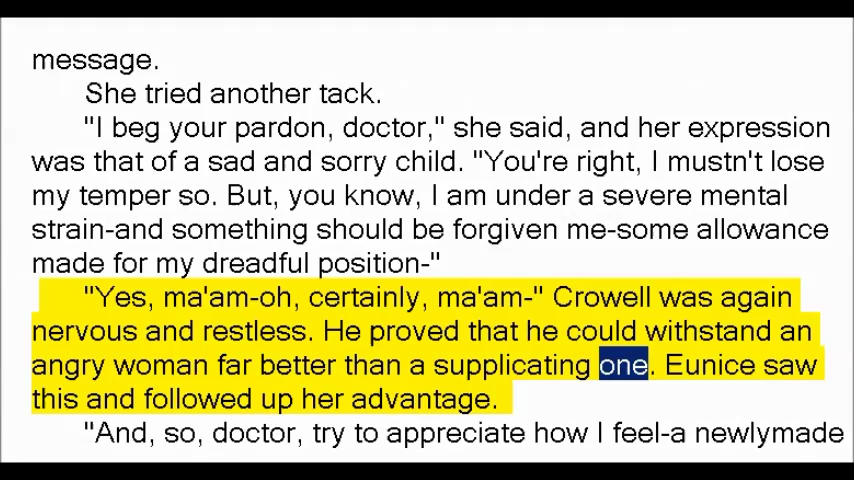 message.
She tried another tack.
"I beg your pardon, doctor," she said, and her expression
was that of a sad and sorry child. "You're right, I mustn't lose
my temper so. But, you know, I am under a severe mental
strain-and something should be forgiven me-some allowance
made for my dreadful position-"
"Yes, ma'am-oh, certainly, ma'am-" Crowell was again
nervous and restless. He proved that he could withstand an
angry woman far better than a supplicating one. Eunice saw
this and followed up her advantage.
"And, so, doctor, try to appreciate how I feel-a newlymade